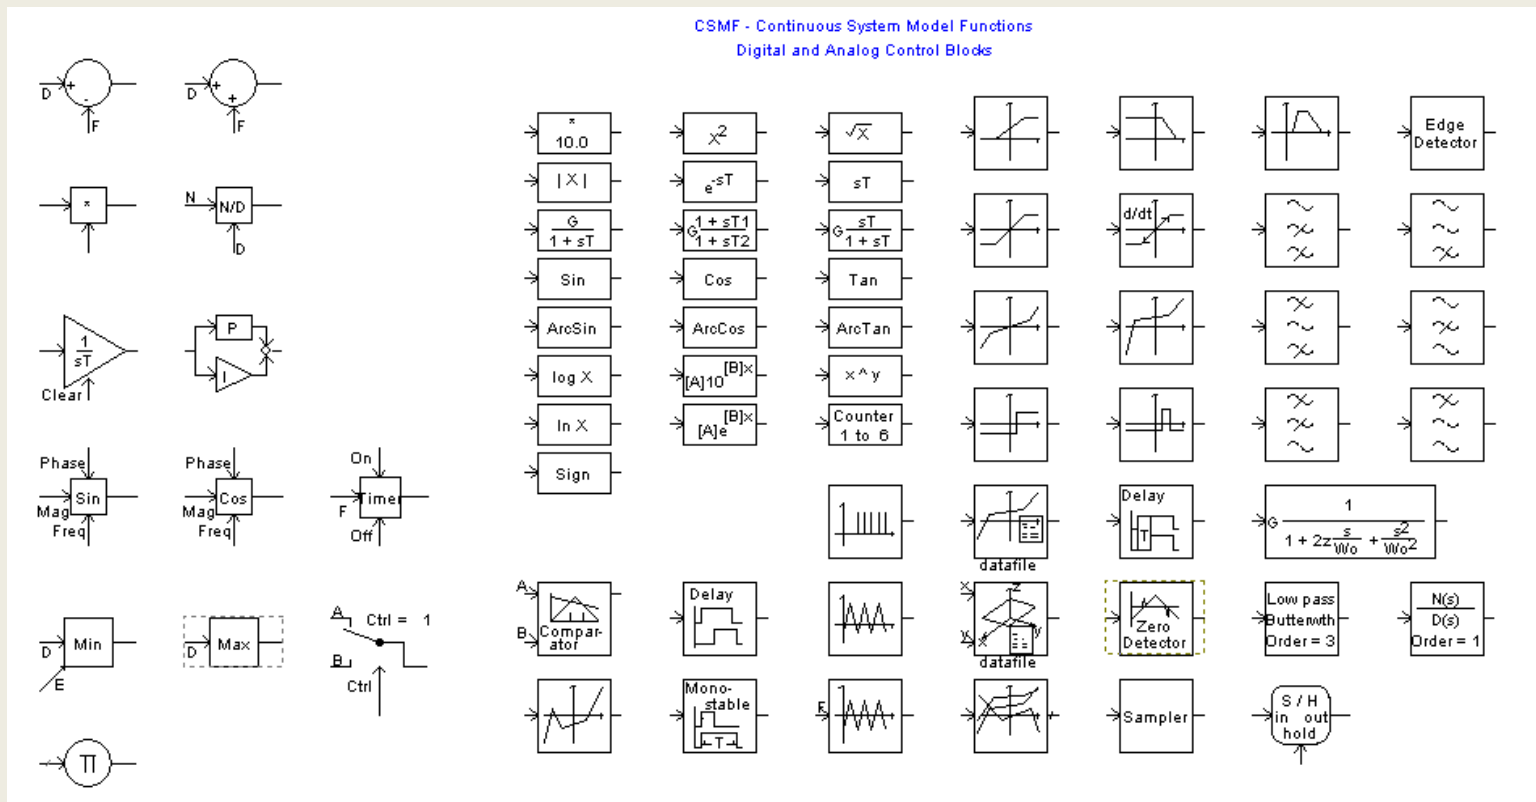 CSMF - Continuous System Model Functions
Digital and Analog Control Blocks
D + - F
D + + F
* 10.0
X²
√X
Edge Detector
|X|
e^-sT
sT
*
N N/D D
G / 1 + sT
G 1 + sT1 / 1 + sT2
G sT / 1 + sT
d/dt
Sin
Cos
Tan
1 / sT
Clear
P
I
ArcSin
ArcCos
ArcTan
log X
[A]10^[B]x
x^y
ln X
[A]e^[B]x
Counter 1 to 6
Sign
Phase Mag Freq Sin
Phase Mag Freq Cos
On F Timer Off
datafile
Delay T
G 1 / 1 + 2z s/Wo + s²/Wo²
D Min E
D Max
A B Ctrl = 1 Ctrl
A B Compar-ator
Delay
x y z x y datafile
Zero Detector
Low pass Butterwth Order = 3
N(s) / D(s) Order = 1
Mono-stable T
F
Sampler
S / H in out hold
Π